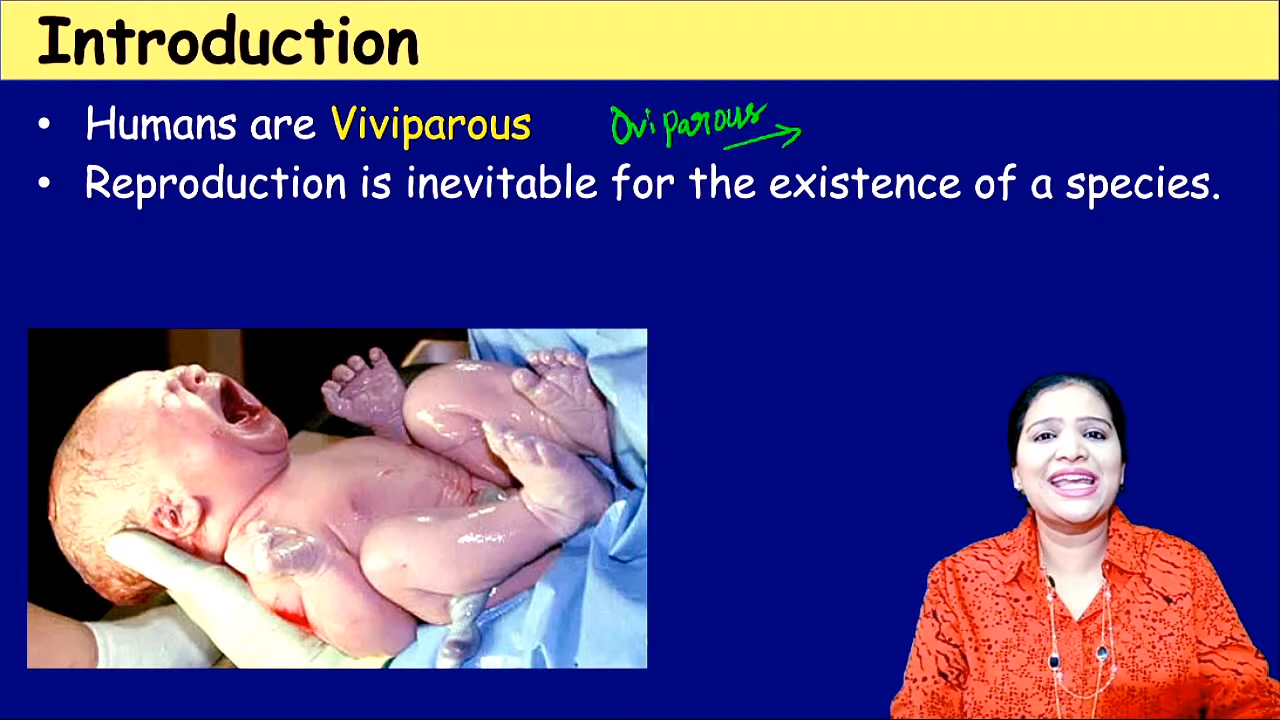 Introduction
• Humans are Viviparous Oviparous →
• Reproduction is inevitable for the existence of a species.